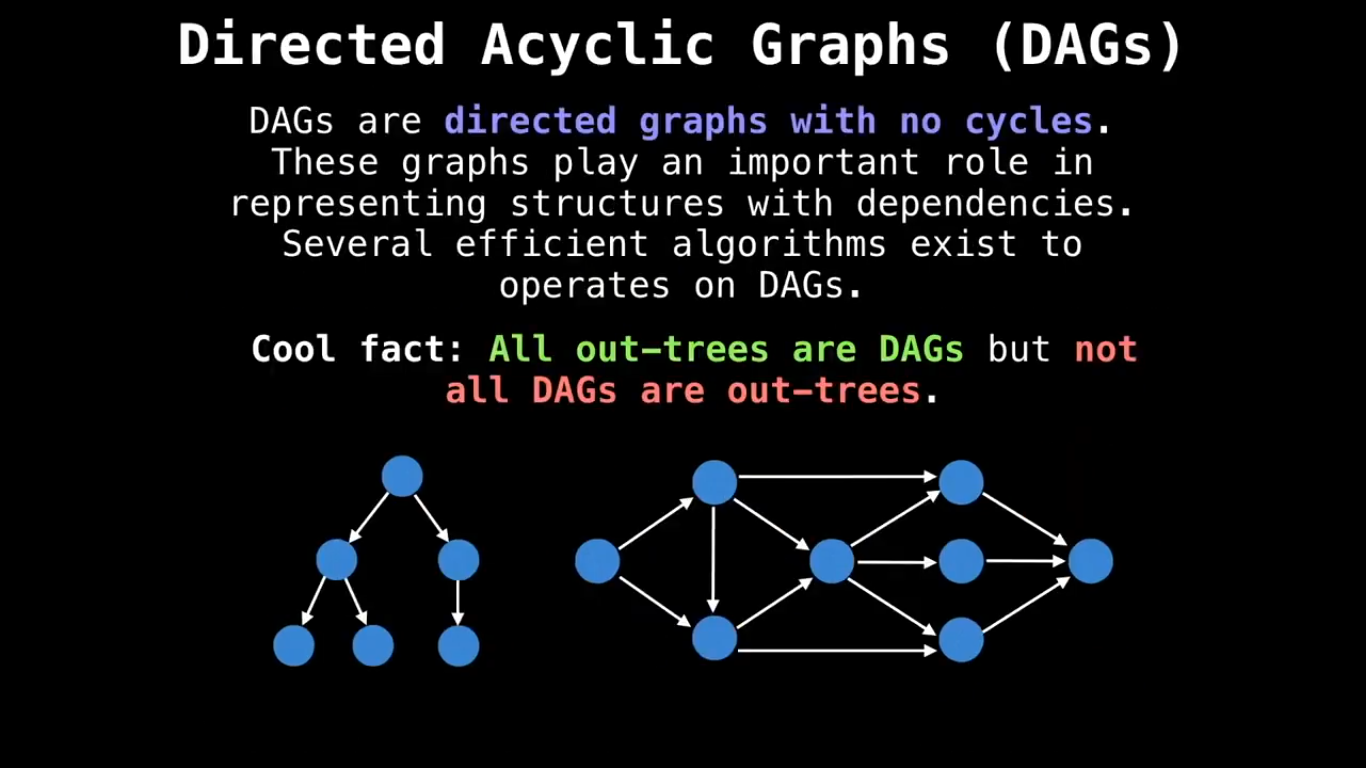 Directed Acyclic Graphs (DAGs)
DAGs are directed graphs with no cycles.
These graphs play an important role in
representing structures with dependencies.
Several efficient algorithms exist to
operates on DAGs.
Cool fact: All out-trees are DAGs but not
all DAGs are out-trees.